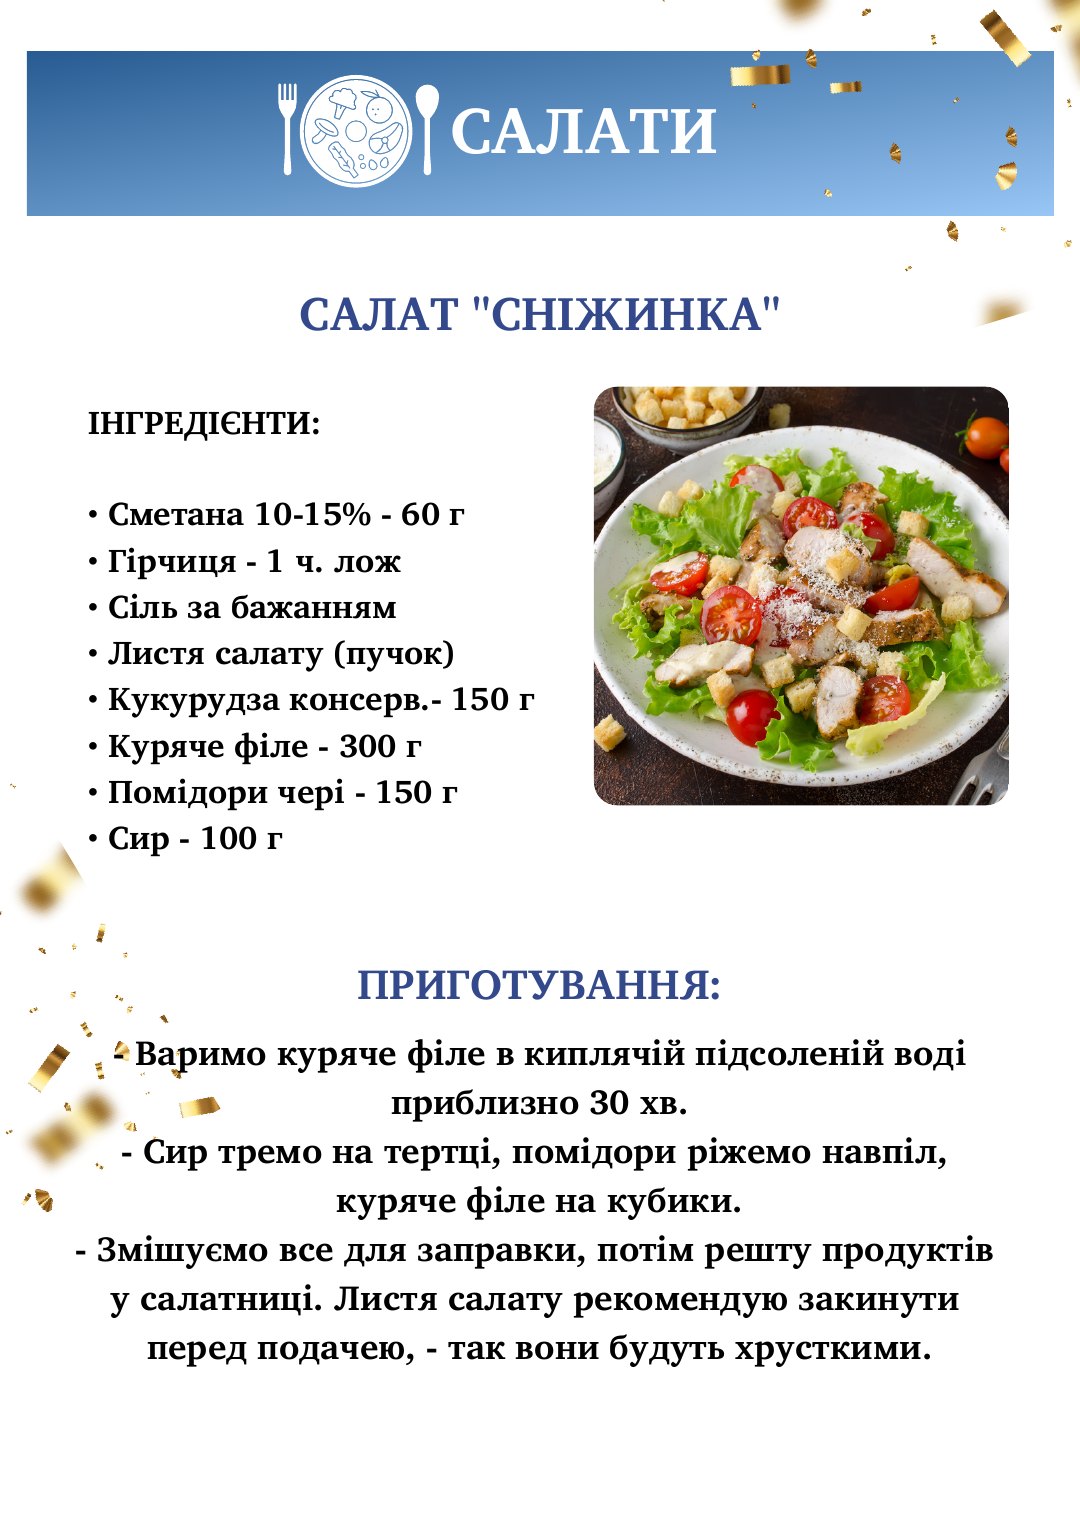 САЛАТИ
САЛАТ "СНІЖИНКА"
ІНГРЕДІЄНТИ:
• Сметана 10-15% - 60 г
• Гірчиця - 1 ч. лож
• Сіль за бажанням
• Листя салату (пучок)
• Кукурудза консерв.- 150 г
• Куряче філе - 300 г
• Помідори чері - 150 г
• Сир - 100 г
ПРИГОТУВАННЯ:
- Варимо куряче філе в киплячій підсоленій воді
приблизно 30 хв.
- Сир тремо на тертці, помідори ріжемо навпіл,
куряче філе на кубики.
- Змішуємо все для заправки, потім решту продуктів
у салатниці. Листя салату рекомендую закинути
перед подачею, - так вони будуть хрусткими.